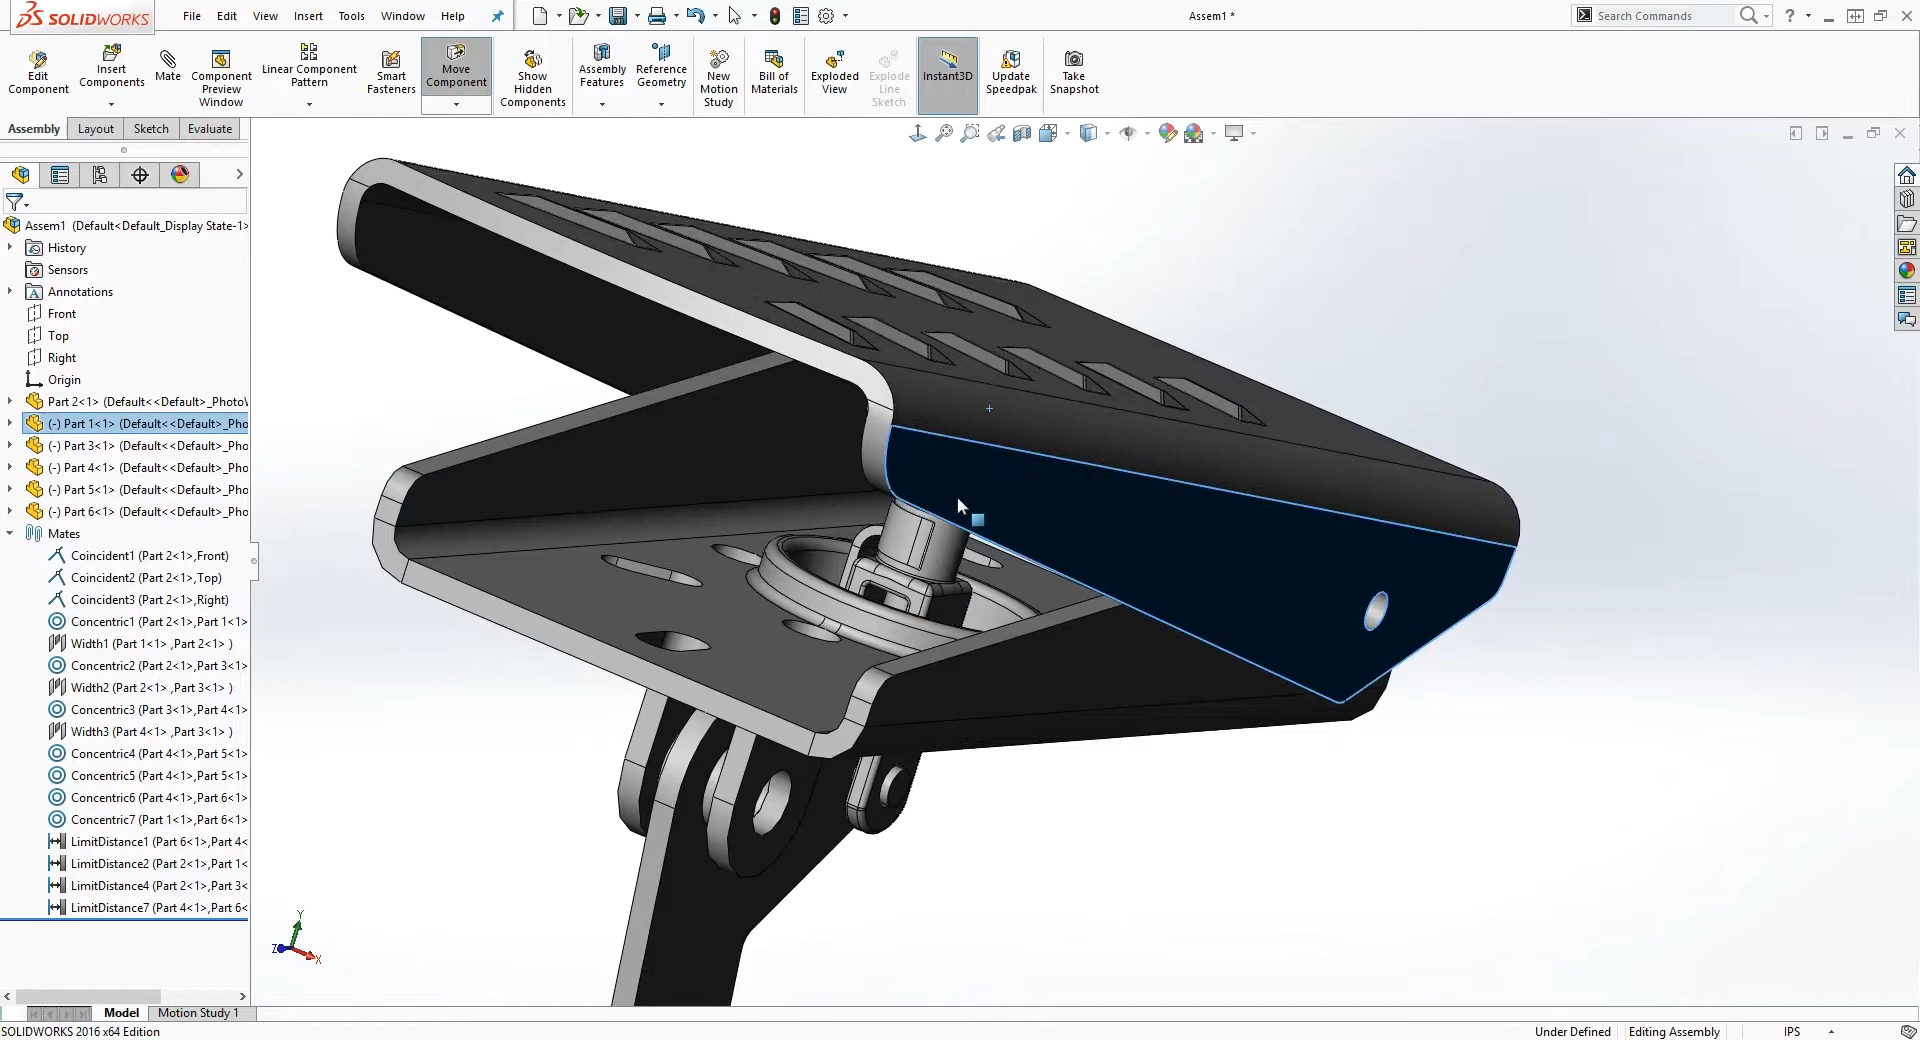 SOLIDWORKS
File Edit View Insert Tools Window Help
Assem1 *
Search Commands
Edit Component
Insert Components
Mate
Component Preview Window
Linear Component Pattern
Smart Fasteners
Move Component
Show Hidden Components
Assembly Features
Reference Geometry
New Motion Study
Bill of Materials
Exploded View
Explode Line Sketch
Instant3D
Update Speedpak
Take Snapshot
Assembly Layout Sketch Evaluate
Assem1 (Default<Default_Display State-1>
History
Sensors
Annotations
Front
Top
Right
Origin
Part 2<1> (Default<<Default>_PhotoV
(-) Part 1<1> (Default<<Default>_Pho
(-) Part 3<1> (Default<<Default>_Pho
(-) Part 4<1> (Default<<Default>_Pho
(-) Part 5<1> (Default<<Default>_Pho
(-) Part 6<1> (Default<<Default>_Pho
Mates
Coincident1 (Part 2<1>,Front)
Coincident2 (Part 2<1>,Top)
Coincident3 (Part 2<1>,Right)
Concentric1 (Part 2<1>,Part 1<1>
Width1 (Part 1<1> ,Part 2<1> )
Concentric2 (Part 2<1>,Part 3<1>
Width2 (Part 2<1> ,Part 3<1> )
Concentric3 (Part 3<1>,Part 4<1>
Width3 (Part 4<1> ,Part 3<1> )
Concentric4 (Part 4<1>,Part 5<1>
Concentric5 (Part 4<1>,Part 5<1>
Concentric6 (Part 4<1>,Part 6<1>
Concentric7 (Part 1<1>,Part 6<1>
LimitDistance1 (Part 6<1>,Part 4<
LimitDistance2 (Part 2<1>,Part 1<
LimitDistance4 (Part 2<1>,Part 3<
LimitDistance7 (Part 4<1>,Part 6<
Y
Z
X
Model Motion Study 1
SOLIDWORKS 2016 x64 Edition
Under Defined Editing Assembly IPS